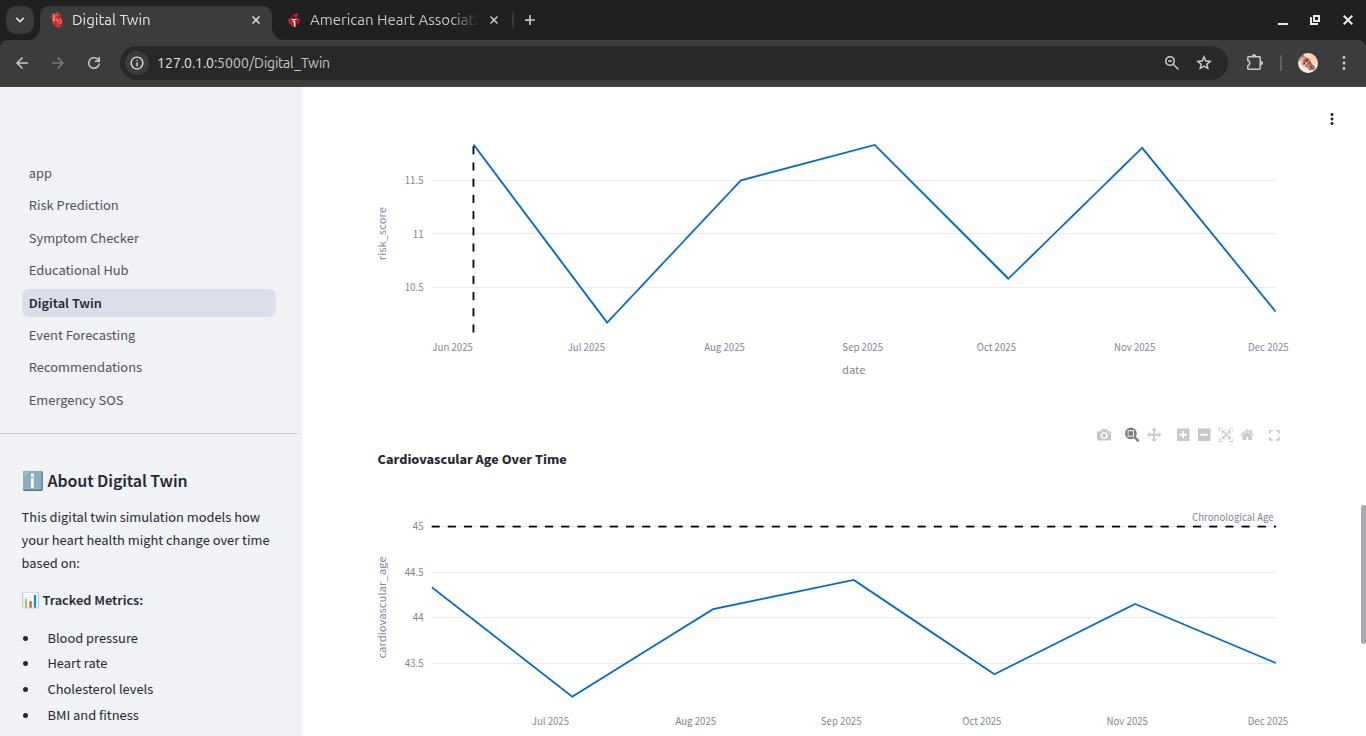 Digital Twin
American Heart Associat
127.0.1.0:5000/Digital_Twin
app
Risk Prediction
Symptom Checker
Educational Hub
Digital Twin
Event Forecasting
Recommendations
Emergency SOS
About Digital Twin
This digital twin simulation models how
your heart health might change over time
based on:
Tracked Metrics:
Blood pressure
Heart rate
Cholesterol levels
BMI and fitness
11.5
11
10.5
risk_score
Jun 2025 Jul 2025 Aug 2025 Sep 2025 Oct 2025 Nov 2025 Dec 2025
date
Cardiovascular Age Over Time
Chronological Age
45
44.5
44
43.5
cardiovascular_age
Jul 2025 Aug 2025 Sep 2025 Oct 2025 Nov 2025 Dec 2025